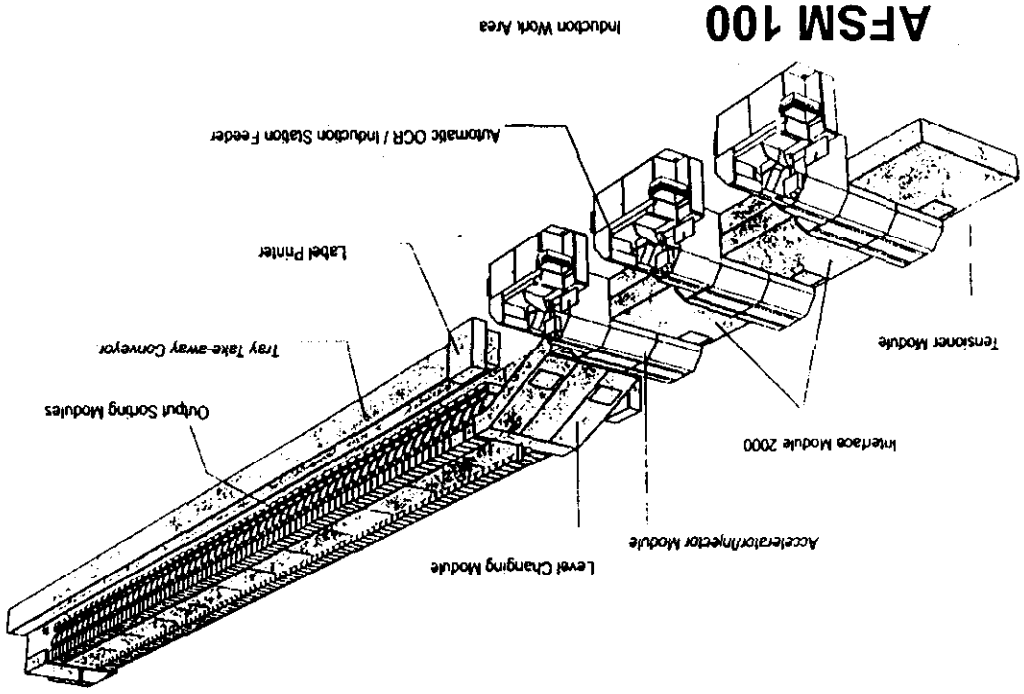 Accelerator/Injector Module
Level Changing Module
Interface Module 2000
Output Sorting Modules
Tray Take-away Conveyor
Tensioner Module
Label Printer
Automatic OCR / Induction Station Feeder
AFSM 100
Induction Work Area